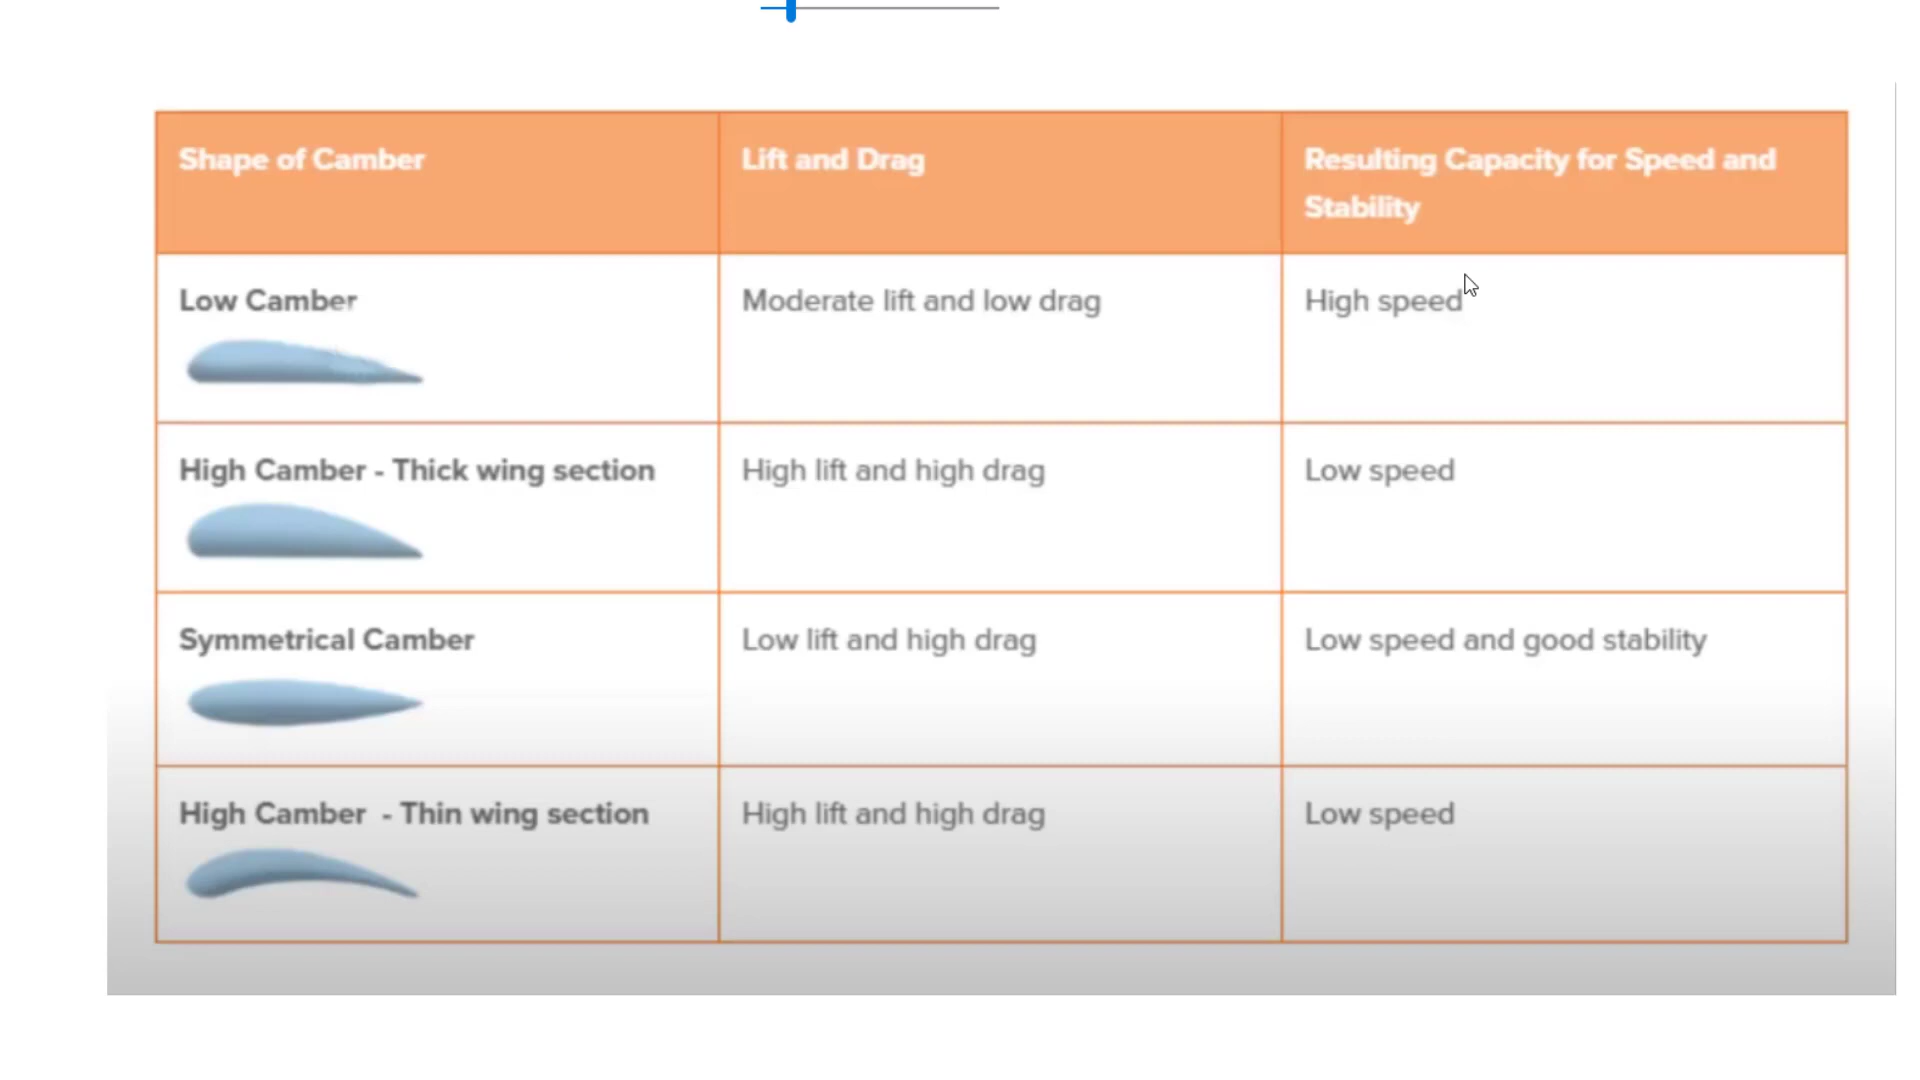 Shape of Camber
Lift and Drag
Resulting Capacity for Speed and
Stability
Low Camber
Moderate lift and low drag
High speed
High Camber - Thick wing section
High lift and high drag
Low speed
Symmetrical Camber
Low lift and high drag
Low speed and good stability
High Camber - Thin wing section
High lift and high drag
Low speed